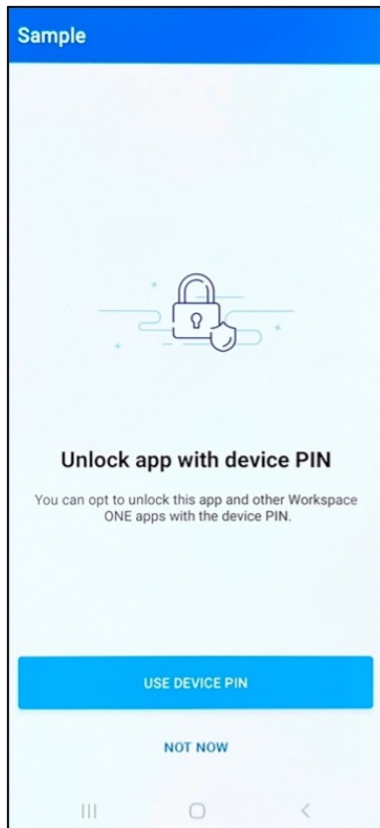 Sample
Unlock app with device PIN
You can opt to unlock this app and other Workspace
ONE apps with the device PIN.
USE DEVICE PIN
NOT NOW